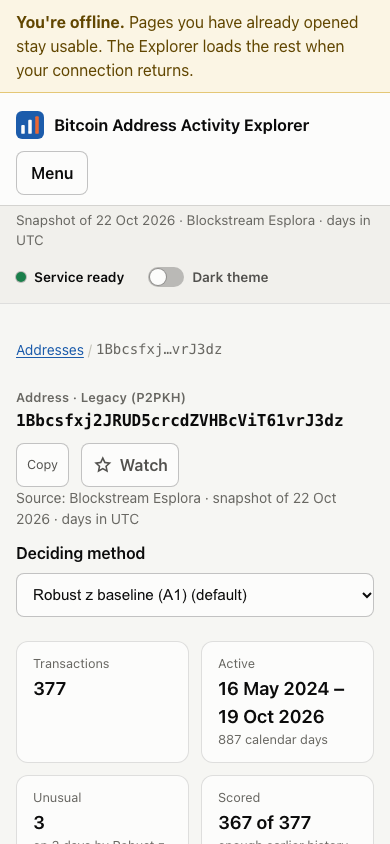 You're offline. Pages you have already opened
stay usable. The Explorer loads the rest when
your connection returns.
Bitcoin Address Activity Explorer
Menu
Snapshot of 22 Oct 2026 · Blockstream Esplora · days in
UTC
Service ready
Dark theme
Addresses / 1Bbcsfxj…vrJ3dz
Address · Legacy (P2PKH)
1Bbcsfxj2JRUD5crcdZVHBcViT61vrJ3dz
Copy
Watch
Source: Blockstream Esplora · snapshot of 22 Oct
2026 · days in UTC
Deciding method
Robust z baseline (A1) (default)
Transactions
377
Active
16 May 2024 –
19 Oct 2026
887 calendar days
Unusual
3
Scored
367 of 377